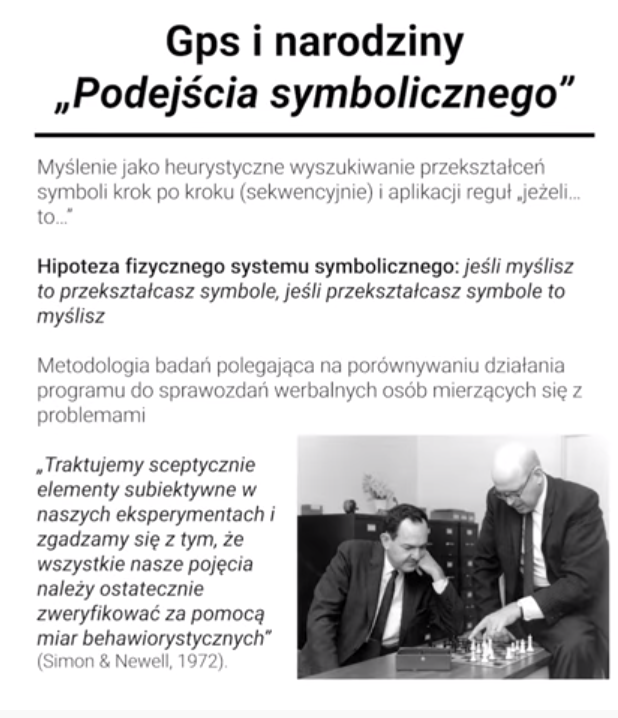 Gps i narodziny
„Podejścia symbolicznego”
Myślenie jako heurystyczne wyszukiwanie przekształceń
symboli krok po kroku (sekwencyjnie) i aplikacji reguł „jeżeli...
to...”
Hipoteza fizycznego systemu symbolicznego: jeśli myślisz
to przekształcasz symbole, jeśli przekształcasz symbole to
myślisz
Metodologia badań polegająca na porównywaniu działania
programu do sprawozdań werbalnych osób mierzących się z
problemami
„Traktujemy sceptycznie
elementy subiektywne w
naszych eksperymentach i
zgadzamy się z tym, że
wszystkie nasze pojęcia
należy ostatecznie
zweryfikować za pomocą
miar behawiorystycznych”
(Simon & Newell, 1972).